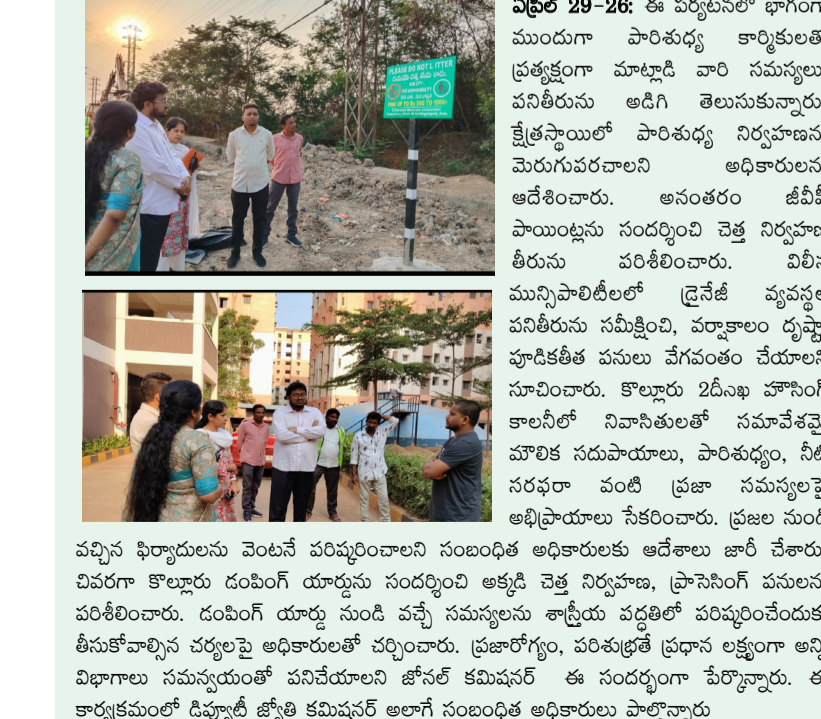 ఏప్రిల్ 29-26: ఈ పర్యటనలో భాగంగా
ముందుగా పారిశుధ్య కార్మికులతో
ప్రత్యక్షంగా మాట్లాడి వారి సమస్యలు
పనితీరును అడిగి తెలుసుకున్నారు
క్షేత్రస్థాయిలో పారిశుధ్య నిర్వహణను
మెరుగుపరచాలని అధికారులను
ఆదేశించారు. అనంతరం జీవీపీ
పాయింట్లను సందర్శించి చెత్త నిర్వహణ
తీరును పరిశీలించారు. విలీన
మున్సిపాలిటీలలో డ్రైనేజీ వ్యవస్థల
పనితీరును సమీక్షించి, వర్షాకాలం దృష్ట్యా
పూడికతీత పనులు వేగవంతం చేయాలని
సూచించారు. కొల్లూరు 2దీఎఖ హౌసింగ్
కాలనీలో నివాసితులతో సమావేశమై
మౌలిక సదుపాయాలు, పారిశుధ్యం, నీటి
సరఫరా వంటి ప్రజా సమస్యలపై
అభిప్రాయాలు సేకరించారు. ప్రజల నుండి
వచ్చిన ఫిర్యాదులను వెంటనే పరిష్కరించాలని సంబంధిత అధికారులకు ఆదేశాలు జారీ చేశారు
చివరగా కొల్లూరు డంపింగ్ యార్డును సందర్శించి అక్కడి చెత్త నిర్వహణ, ప్రాసెసింగ్ పనులను
పరిశీలించారు. డంపింగ్ యార్డు నుండి వచ్చే సమస్యలను శాస్త్రీయ పద్ధతిలో పరిష్కరించేందుకు
తీసుకోవాల్సిన చర్యలపై అధికారులతో చర్చించారు. ప్రజారోగ్యం, పరిశుభ్రతే ప్రధాన లక్ష్యంగా అన్ని
విభాగాలు సమన్వయంతో పనిచేయాలని జోనల్ కమిషనర్ ఈ సందర్భంగా పేర్కొన్నారు. ఈ
కార్యక్రమంలో డిప్యూటీ జ్యోతి కమిషనర్ అలాగే సంబంధిత అధికారులు పాల్గొన్నారు
PLEASE DO NOT LITTER